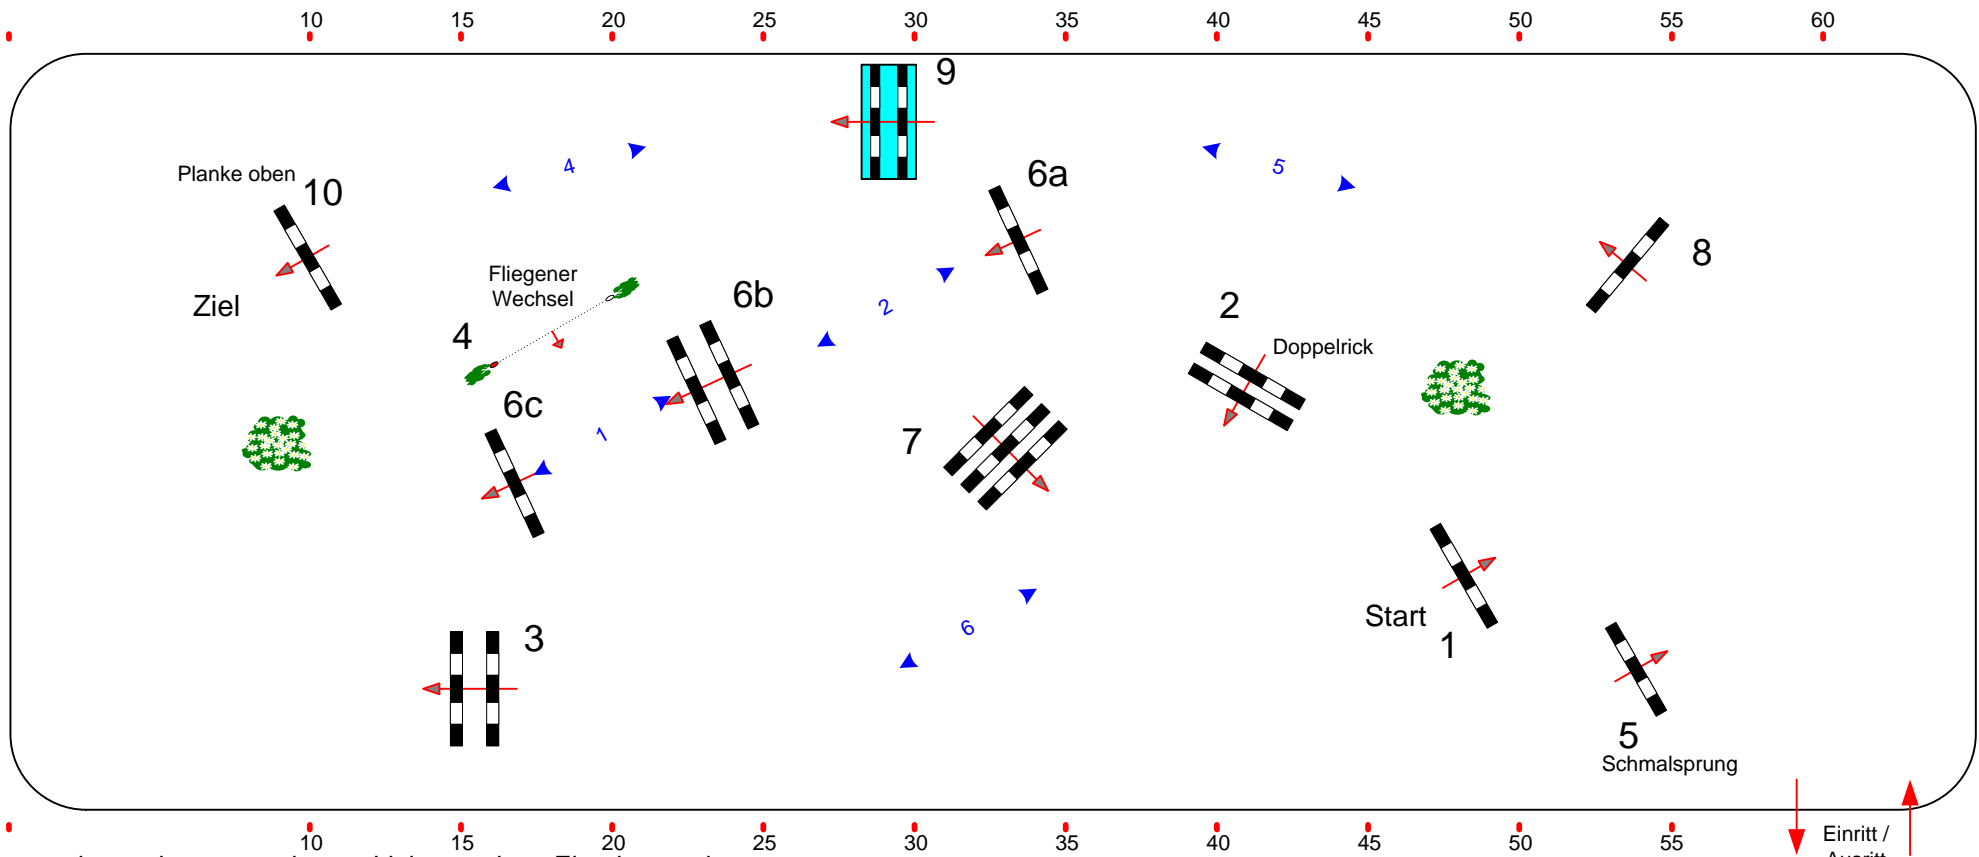 10 15 20 25 30 35 40 45 50 55 60
9
4
5
Planke oben
10
6a
8
Fliegener
Wechsel
6b
2
2
Ziel
4
Doppelrick
6c
1
7
Start
1
6
3
5
Schmalsprung
10 15 20 25 30 35 40 45 50 55
Einritt /